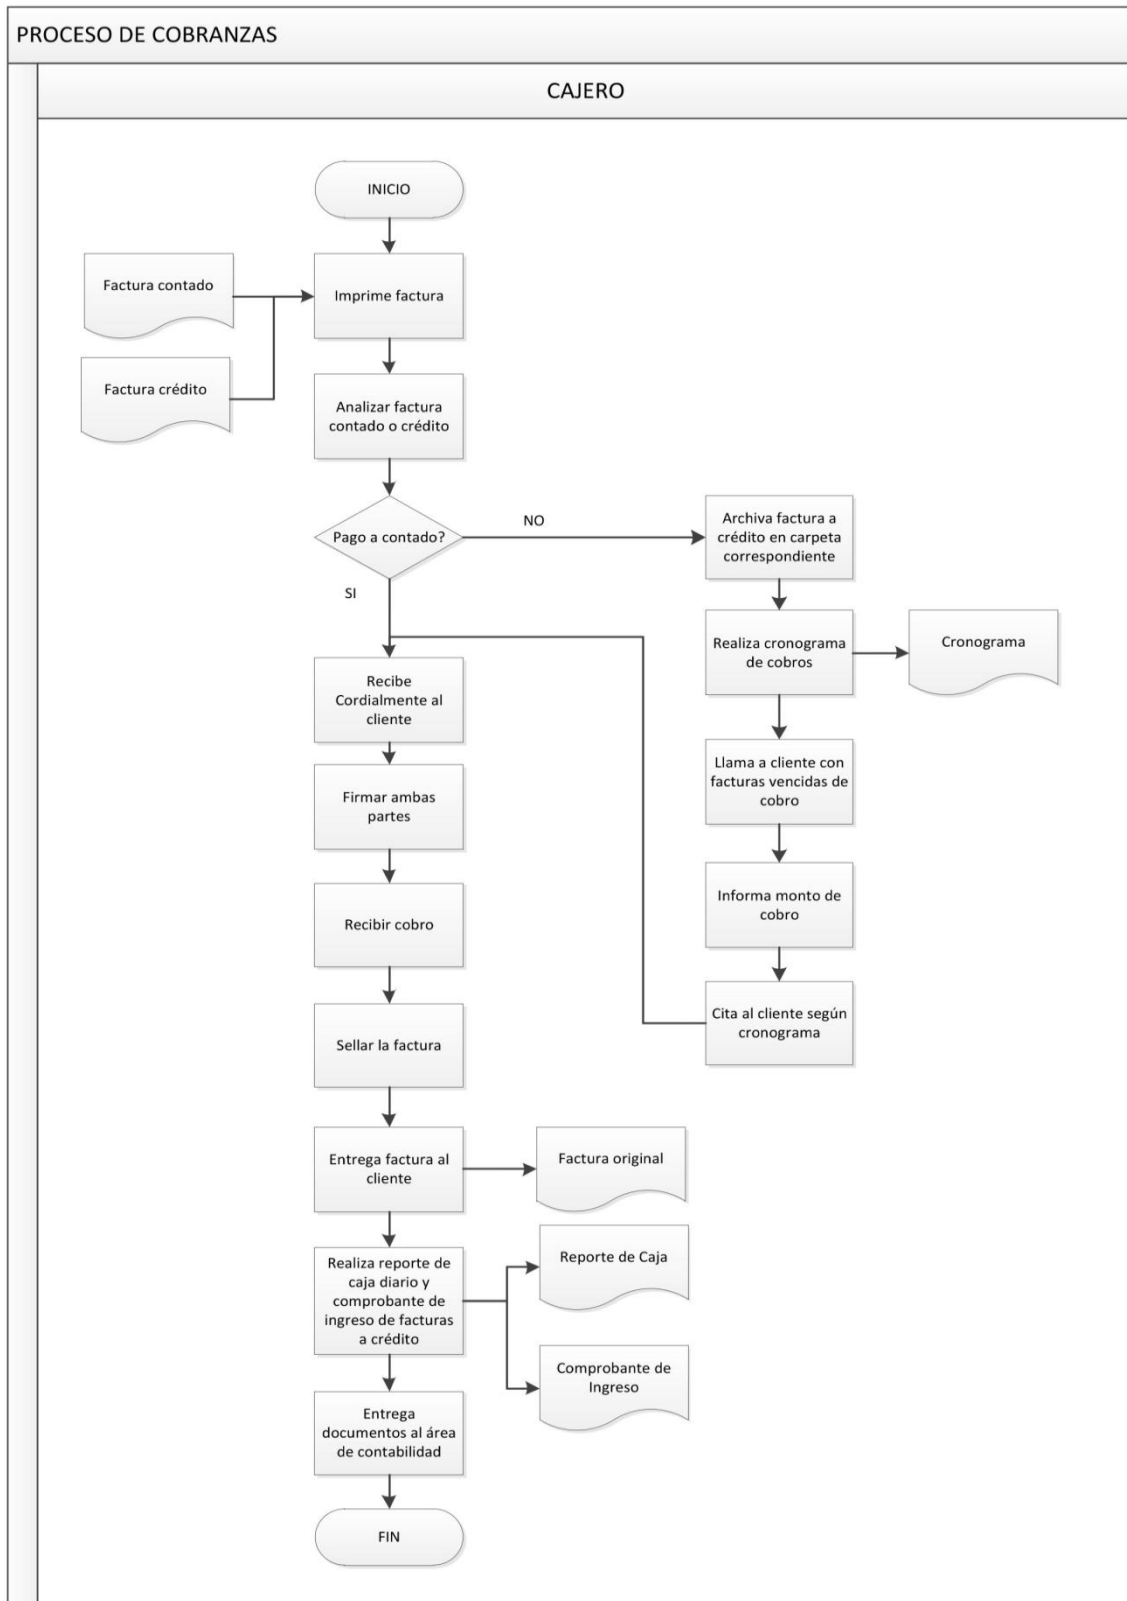 PROCESO DE COBRANZAS
CAJERO
INICIO
Factura contado
Imprime factura
Factura crédito
Analizar factura
contado o crédito
Pago a contado?
NO
SI
Archiva factura a
crédito en carpeta
correspondiente
Realiza cronograma
de cobros
Cronograma
Recibe
Cordialmente al
cliente
Llama a cliente con
facturas vencidas de
cobro
Firmar ambas
partes
Informa monto de
cobro
Recibir cobro
Cita al cliente según
cronograma
Sellar la factura
Entrega factura al
cliente
Factura original
Realiza reporte de
caja diario y
comprobante de
ingreso de facturas
a crédito
Reporte de Caja
Comprobante de
Ingreso
Entrega
documentos al área
de contabilidad
FIN